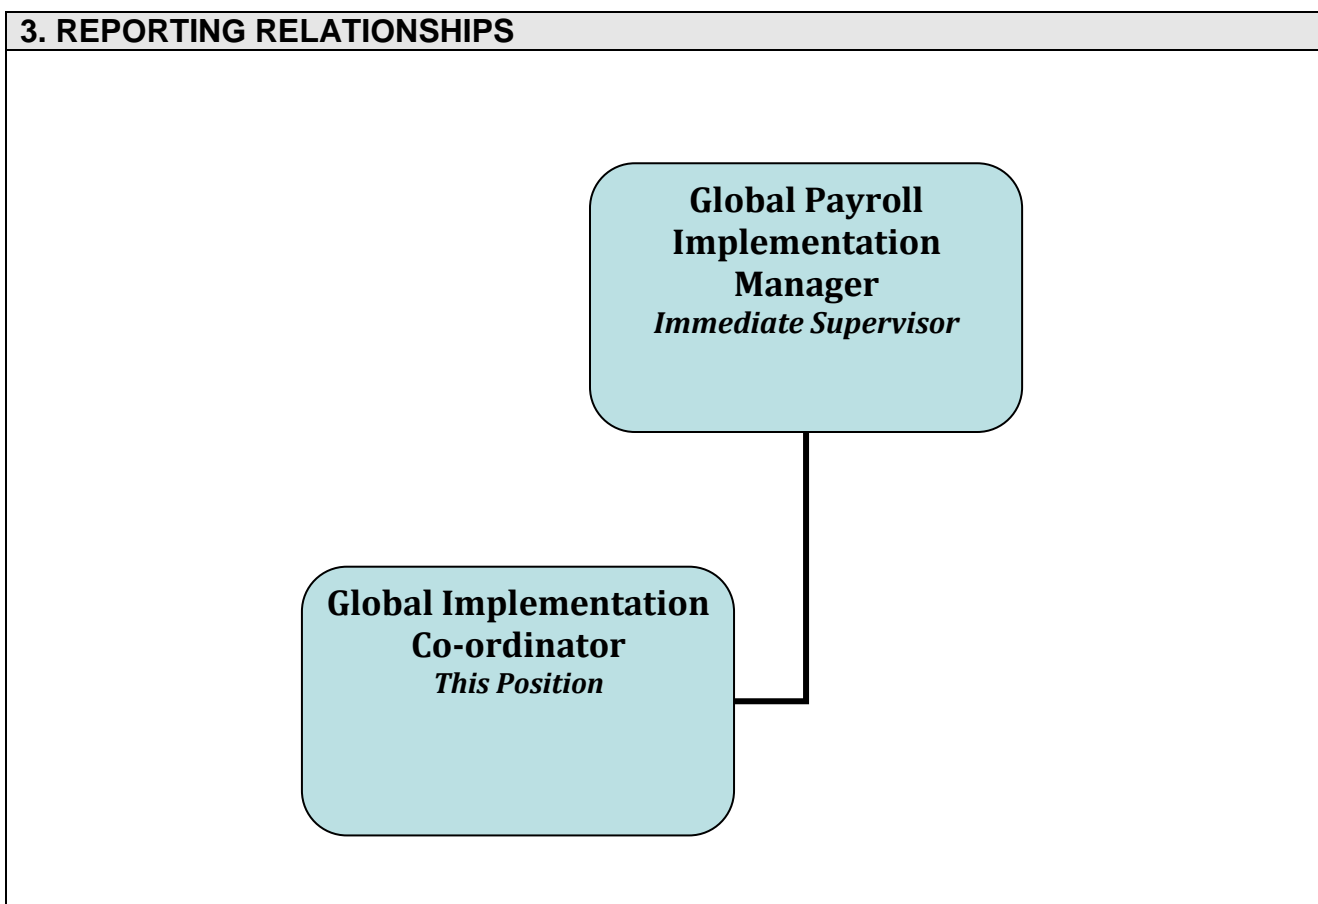 3. REPORTING RELATIONSHIPS
Global Payroll
Implementation
Manager
Immediate Supervisor
Global Implementation
Co-ordinator
This Position